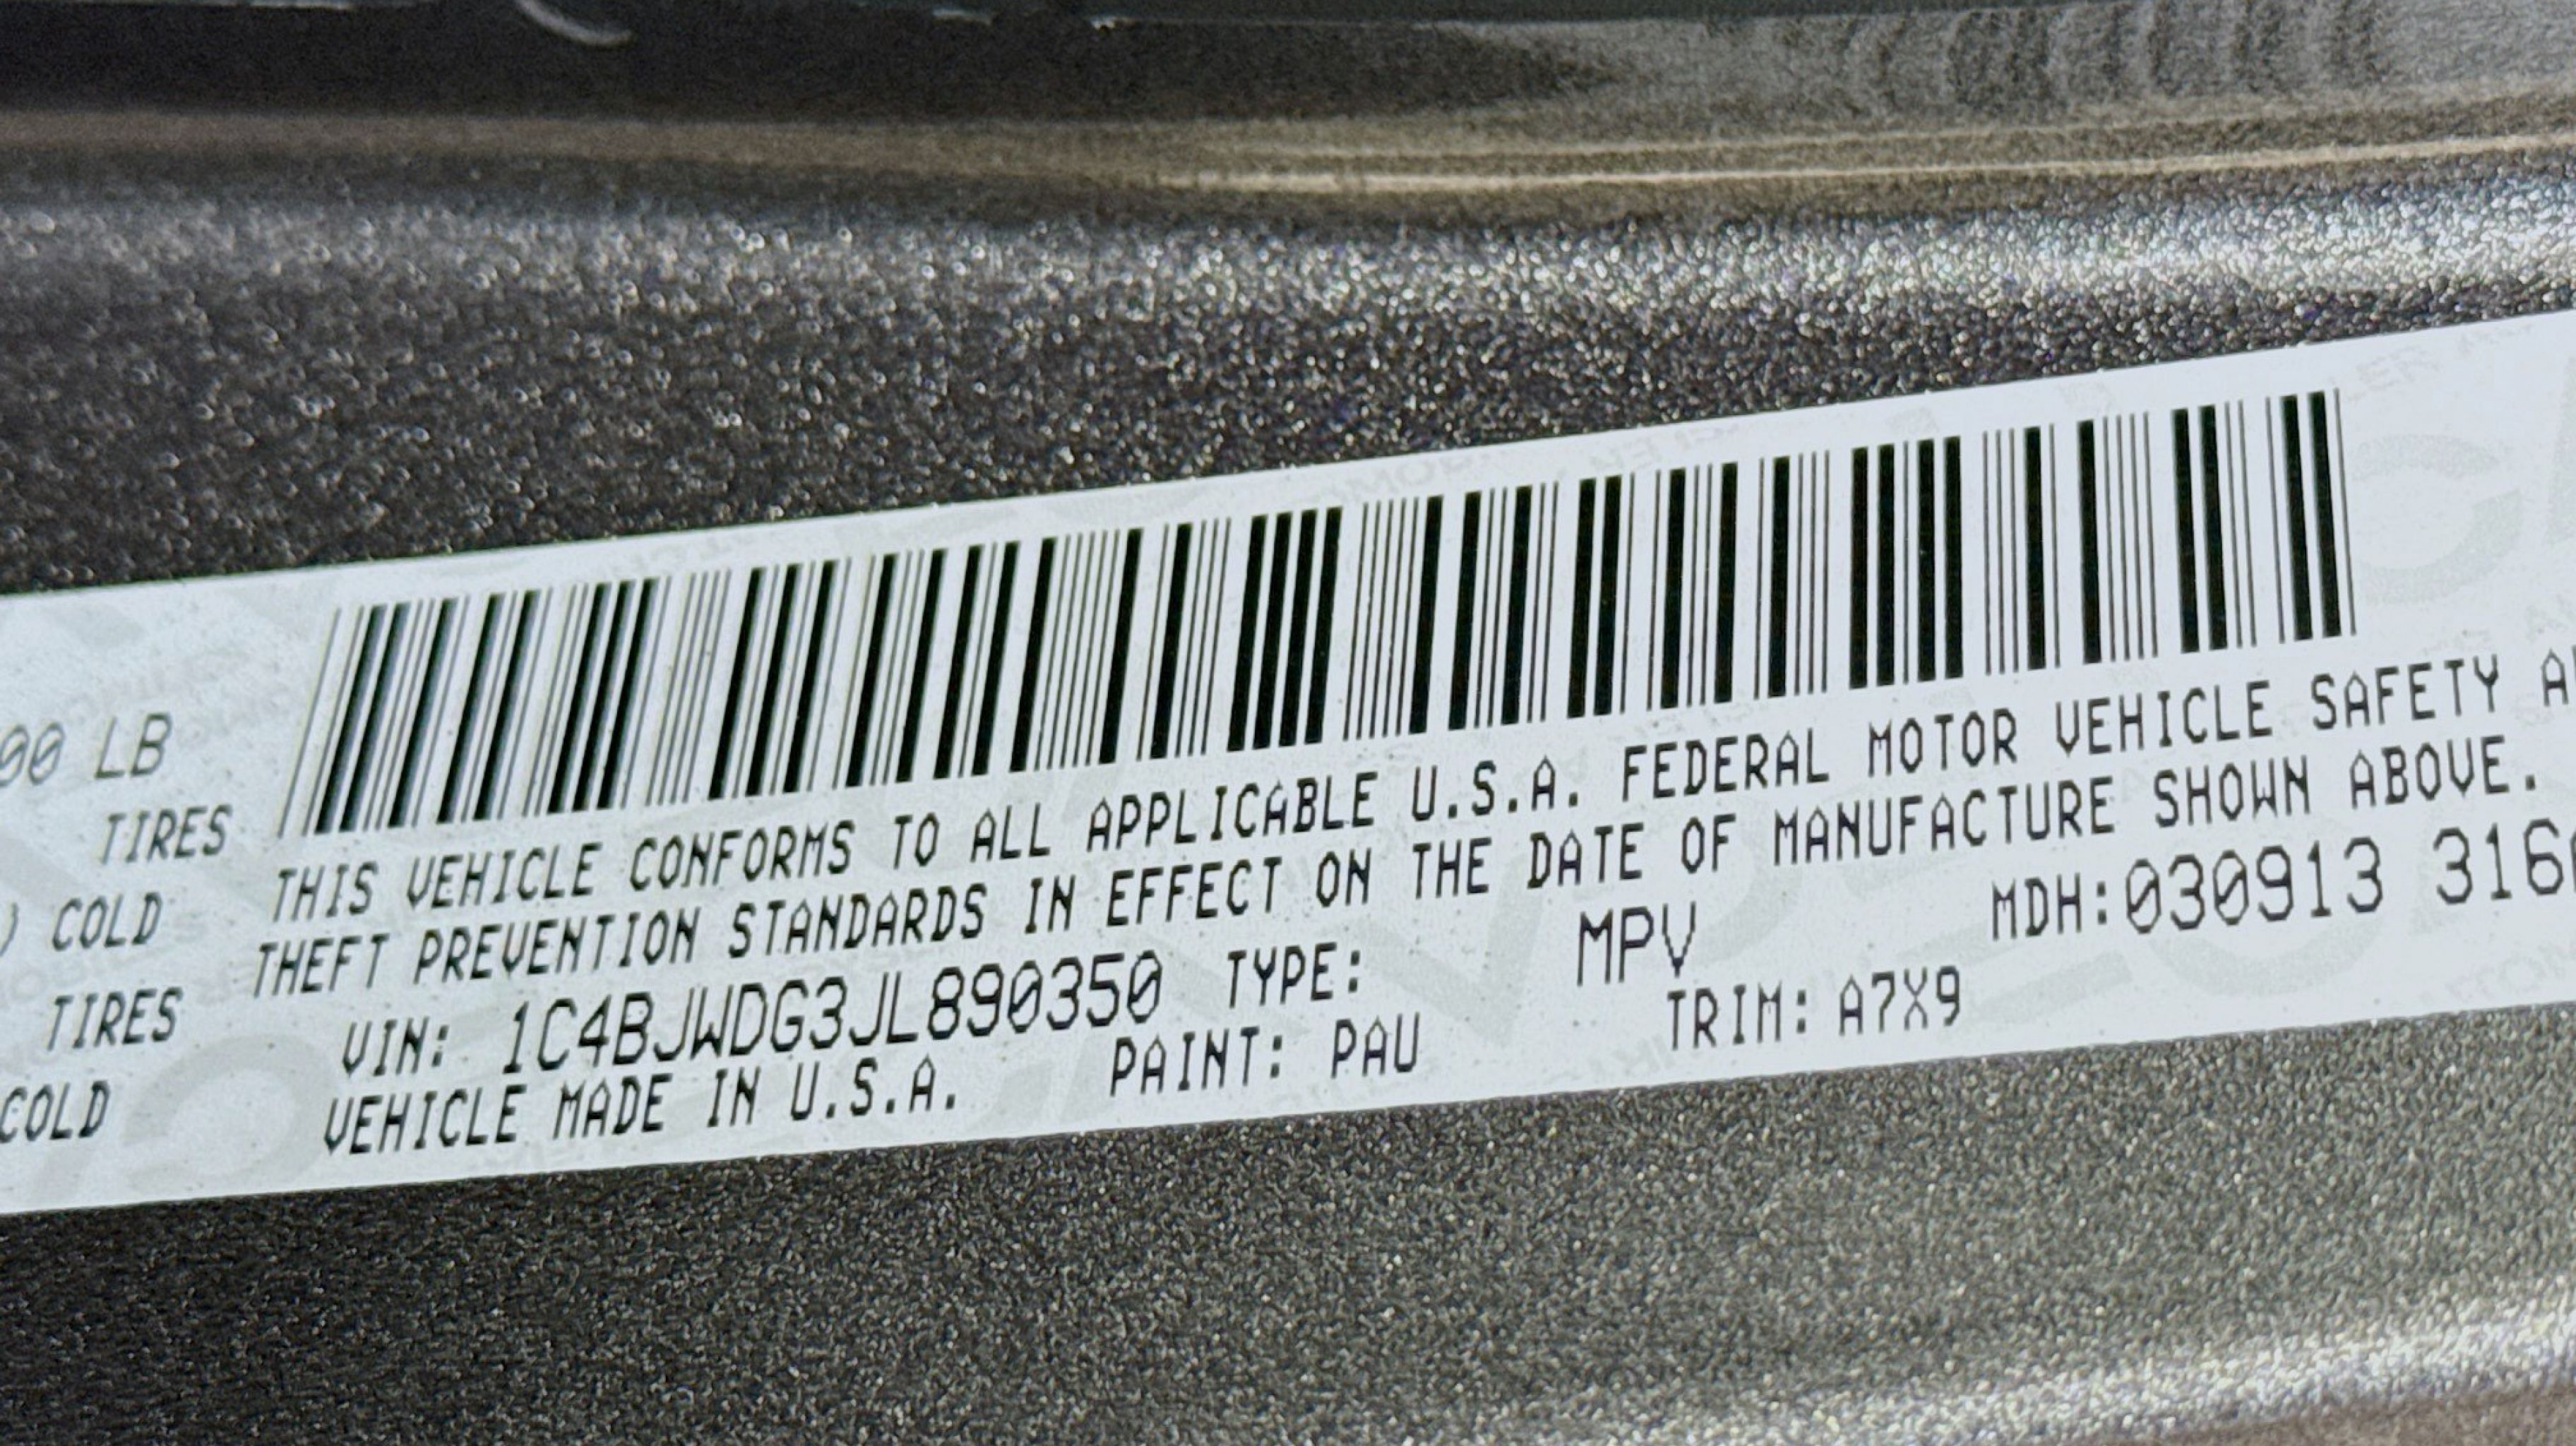 00 LB
TIRES
) COLD
TIRES
COLD
THIS VEHICLE CONFORMS TO ALL APPLICABLE U.S.A. FEDERAL MOTOR VEHICLE SAFETY
THEFT PREVENTION STANDARDS IN EFFECT ON THE DATE OF MANUFACTURE SHOWN ABOVE.
VIN: 1C4BJWDG3JL890350 TYPE: MPV MDH:030913 316
VEHICLE MADE IN U.S.A. PAINT: PAU TRIM: A7X9